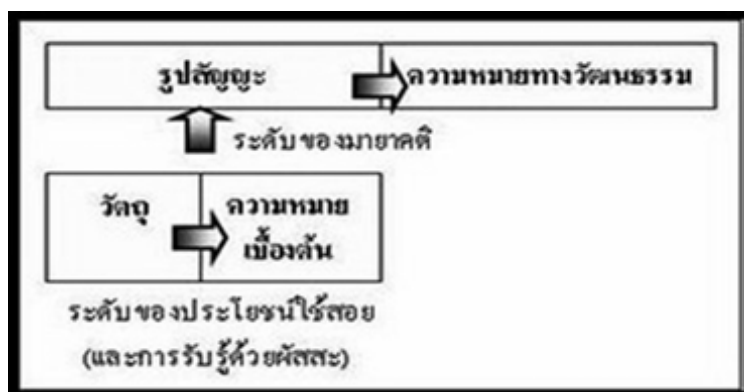 รูปสัญญะ ความหมายทางวัฒนธรรม
ระดับของมายาคติ
วัตถุ ความหมาย
เบื้องต้น
ระดับของประโยชน์ใช้สอย
(และการรับรู้ด้วยผัสสะ)